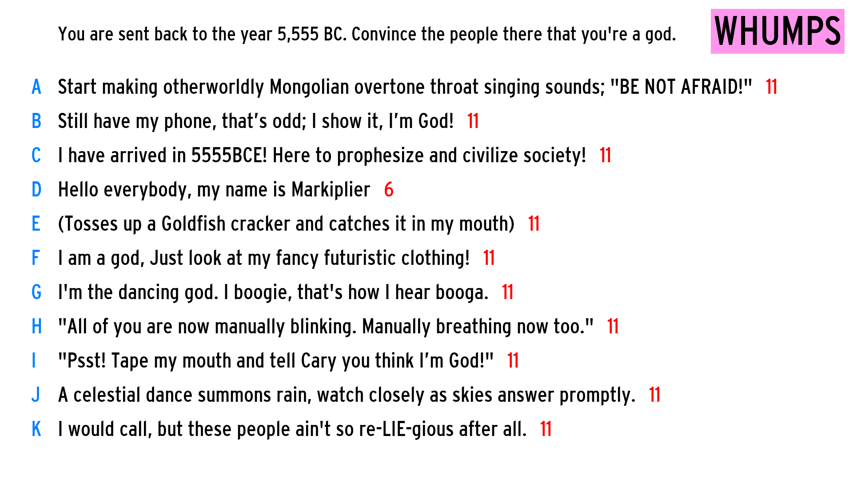 You are sent back to the year 5,555 BC. Convince the people there that you're a god.
WHUMPS
A Start making otherworldly Mongolian overtone throat singing sounds; "BE NOT AFRAID!" 11
B Still have my phone, that's odd; I show it, I'm God! 11
C I have arrived in 5555BCE! Here to prophesize and civilize society! 11
D Hello everybody, my name is Markiplier 6
E (Tosses up a Goldfish cracker and catches it in my mouth) 11
F I am a god, Just look at my fancy futuristic clothing! 11
G I'm the dancing god. I boogie, that's how I hear booga. 11
H "All of you are now manually blinking. Manually breathing now too." 11
I "Psst! Tape my mouth and tell Cary you think I'm God!" 11
J A celestial dance summons rain, watch closely as skies answer promptly. 11
K I would call, but these people ain't so re-LIE-gious after all. 11